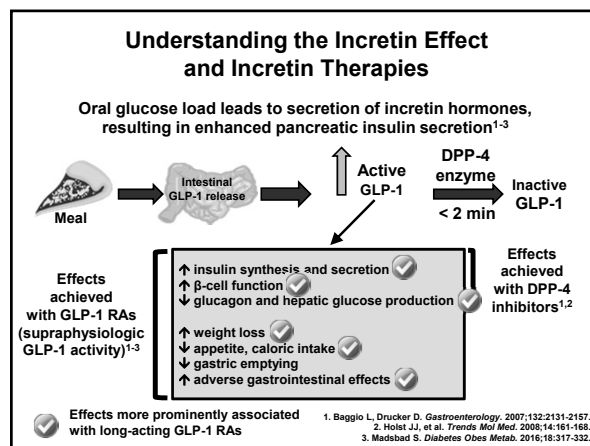 Understanding the Incretin Effect
and Incretin Therapies
Oral glucose load leads to secretion of incretin hormones,
resulting in enhanced pancreatic insulin secretion1-3
Meal
Intestinal
GLP-1 release
Active
GLP-1
DPP-4
enzyme
< 2 min
Inactive
GLP-1
Effects
achieved
with GLP-1 RAs
(supraphysiologic
GLP-1 activity)1-3
↑ insulin synthesis and secretion
↑ β-cell function
↓ glucagon and hepatic glucose production
↑ weight loss
↓ appetite, caloric intake
↓ gastric emptying
↑ adverse gastrointestinal effects
Effects
achieved
with DPP-4
inhibitors1,2
Effects more prominently associated
with long-acting GLP-1 RAs
1. Baggio L, Drucker D. Gastroenterology. 2007;132:2131-2157.
2. Holst JJ, et al. Trends Mol Med. 2008;14:161-168.
3. Madsbad S. Diabetes Obes Metab. 2016;18:317-332.